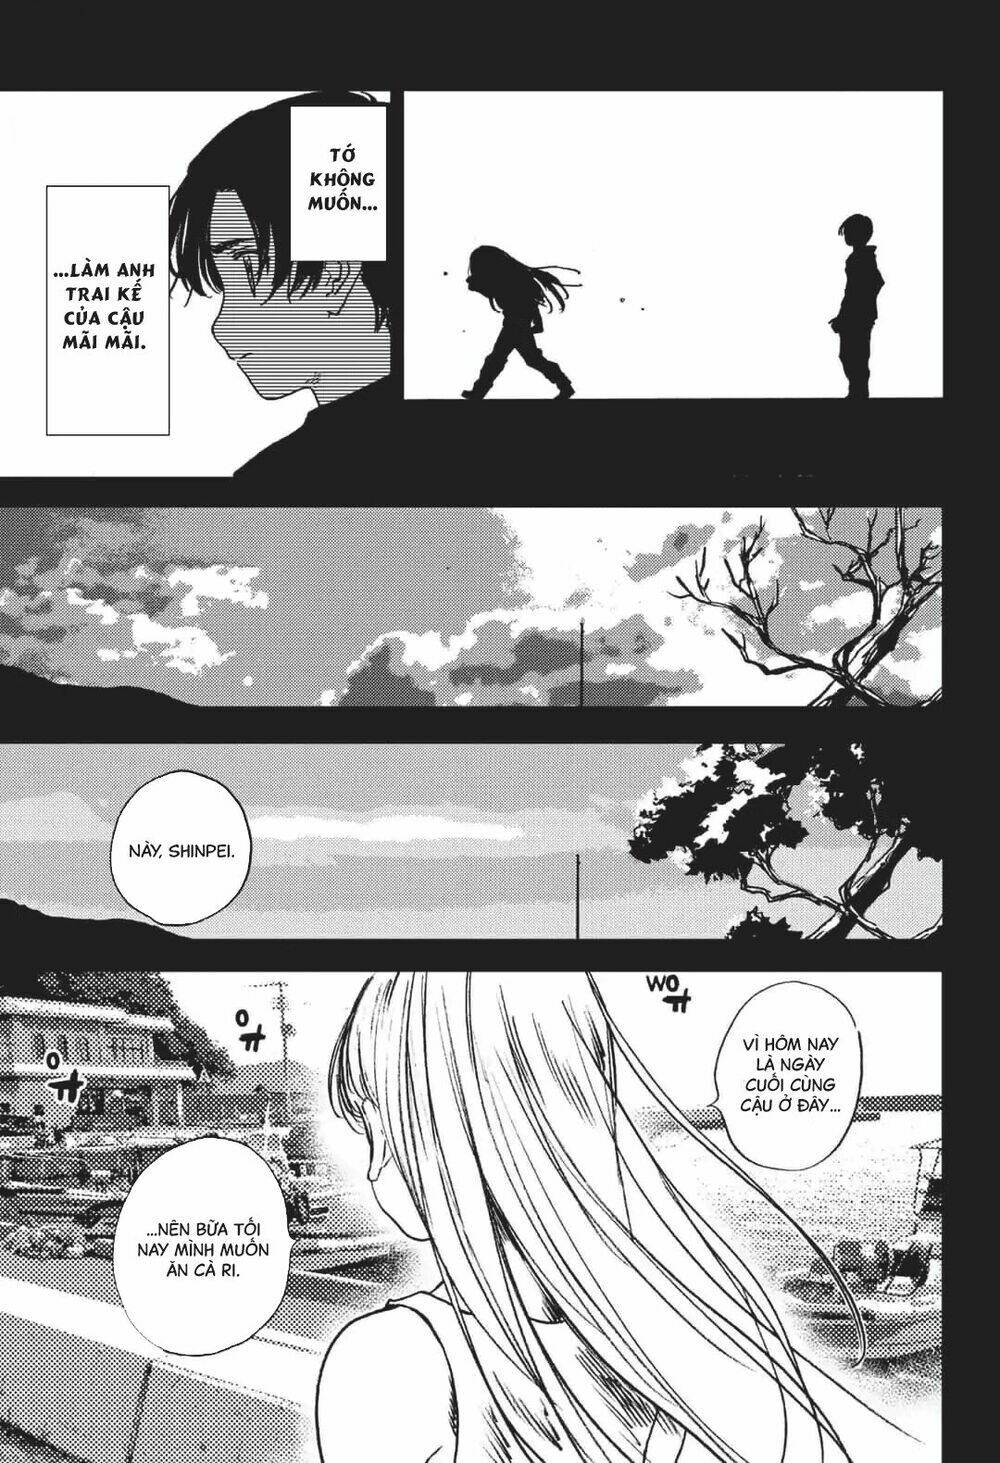 TỚ
KHÔNG
MUỐN...
...LÀM ANH
TRAI KẾ
CỦA CẬU
MÃI MÃI.
NÀY, SHINPEI.
WO
VÌ HÔM NAY
LÀ NGÀY
CUỐI CÙNG
CẬU Ở ĐÂY...
...NÊN BỮA TỐI
NAY MÌNH MUỐN
ĂN CÀ RI.